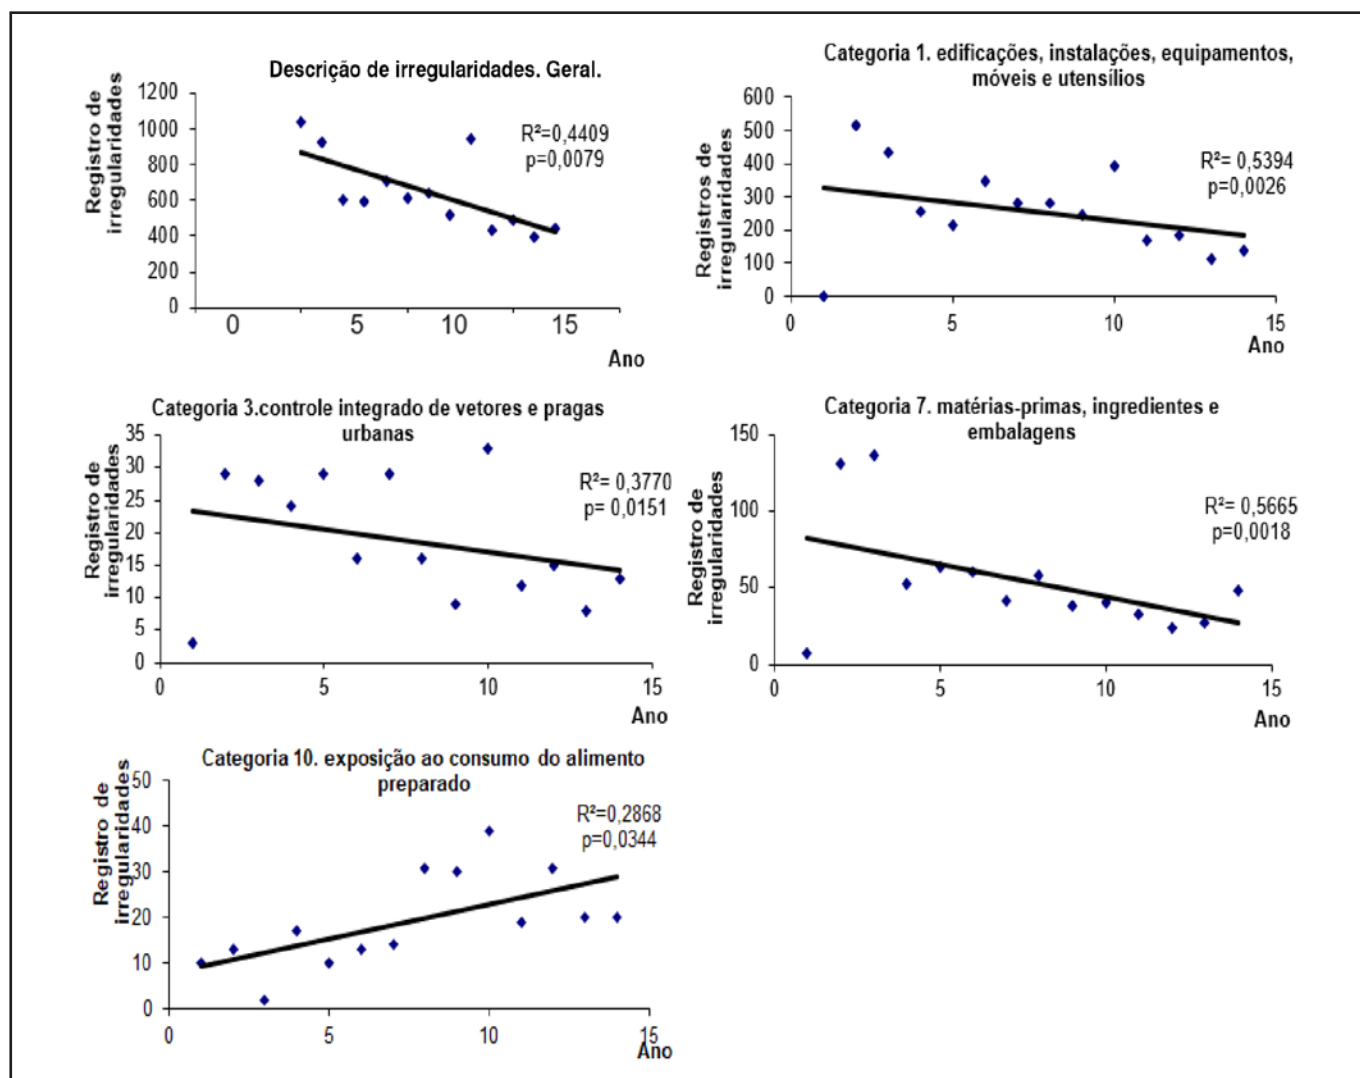 Descrição de irregularidades. Geral.
Registro de
irregularidades
1200
1000
800
600
400
200
0
R²=0,4409
p=0,0079
0 5 10 15
Ano
Categoria 1. edificações, instalações, equipamentos,
móveis e utensílios
Registros de
irregularidades
600
500
400
300
200
100
0
R²= 0,5394
p=0,0026
0 5 10 15
Ano
Categoria 3.controle integrado de vetores e pragas
urbanas
Registro de
irregularidades
35
30
25
20
15
10
5
0
R²= 0,3770
p= 0,0151
0 5 10 15
Ano
Categoria 7. matérias-primas, ingredientes e
embalagens
Registro de
irregularidades
150
100
50
0
R²= 0,5665
p=0,0018
0 5 10 15
Ano
Categoria 10. exposição ao consumo do alimento
preparado
Registro de
irregularidades
50
40
30
20
10
0
R²=0,2868
p=0,0344
0 5 10 15
Ano